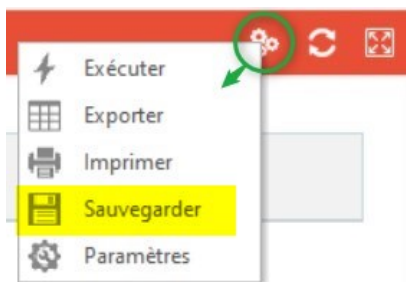 Exécuter
Exporter
Imprimer
Sauvegarder
Paramètres